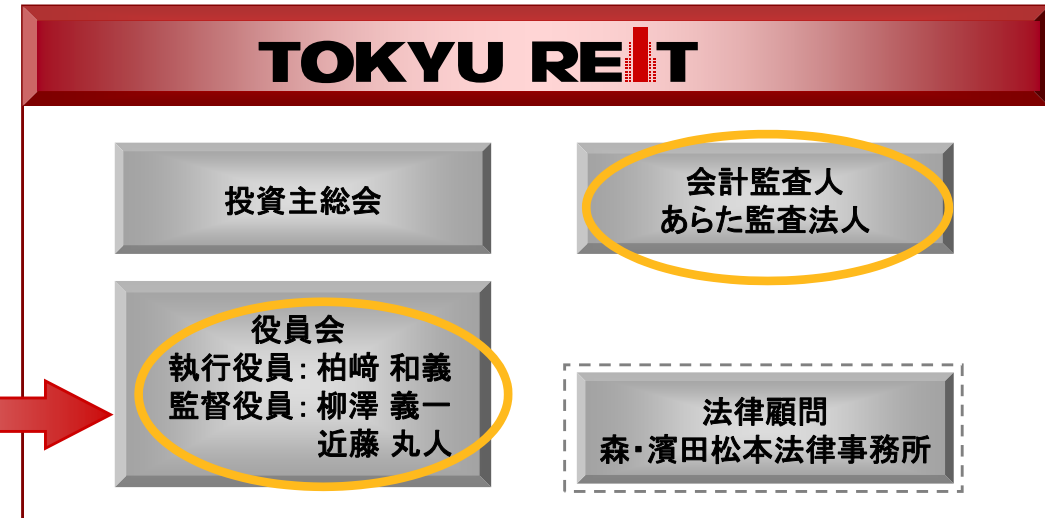 TOKYU REIT
投資主総会
会計監査人
あらた監査法人
役員会
執行役員：柏﨑 和義
監督役員：柳澤 義一
近藤 丸人
法律顧問
森・濱田松本法律事務所